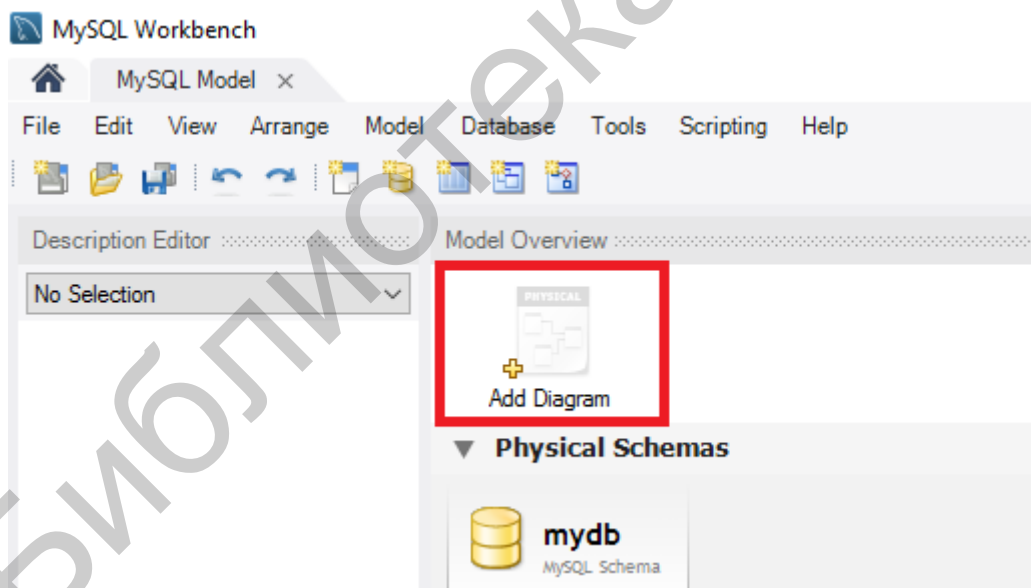 MySQL Workbench
MySQL Model ×
File Edit View Arrange Model Database Tools Scripting Help
Description Editor
Model Overview
No Selection
PHYSICAL
Add Diagram
Physical Schemas
mydb
MySQL Schema
Библиотека